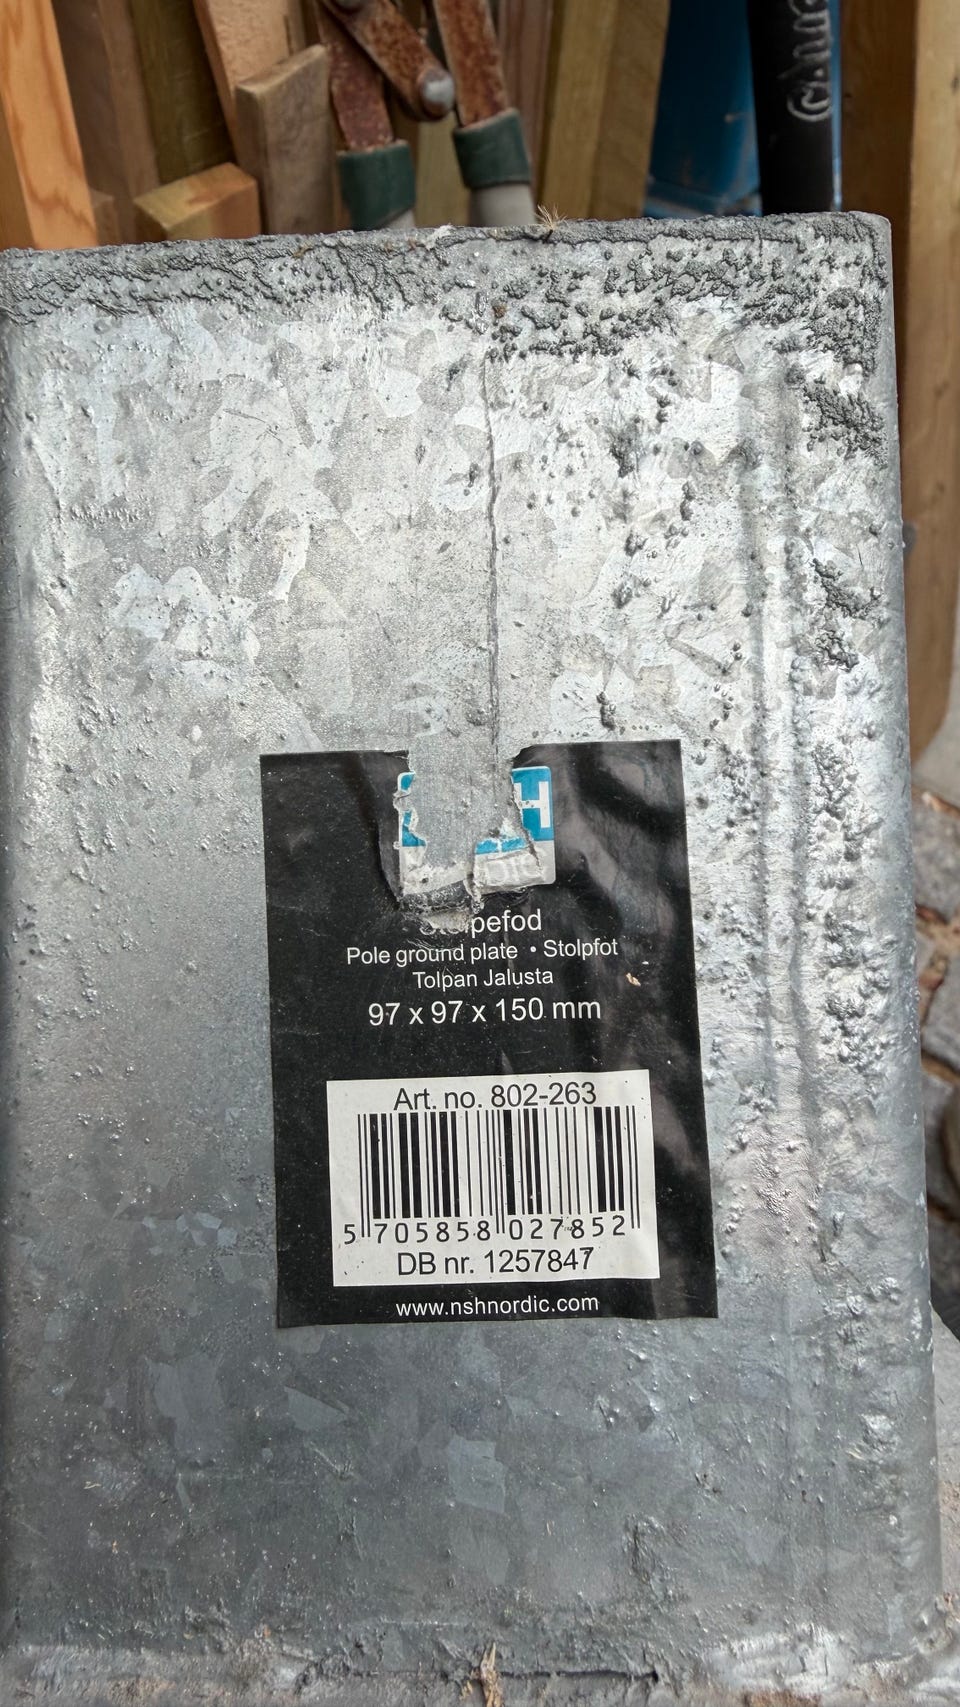 H
Pole ground plate • Stolpfot
Tolpan Jalusta
97 x 97 x 150 mm
Art. no. 802-263
5 705858 027852
DB nr. 1257847
www.nshnordic.com